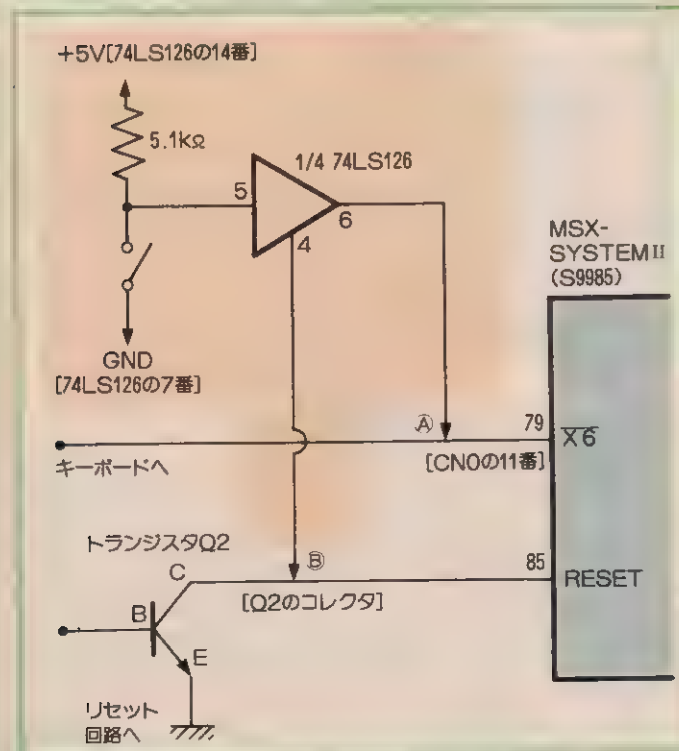 +5V[74LS126の14番]
5.1kΩ
1/4 74LS126
5
6
4
MSX-
SYSTEMⅡ
(S9985)
GND
[74LS126の7番]
Ⓐ
79
X6
キーボードへ
[CN0の11番]
トランジスタQ2
Ⓑ
85
C
RESET
B
[Q2のコレクタ]
E
リセット
回路へ